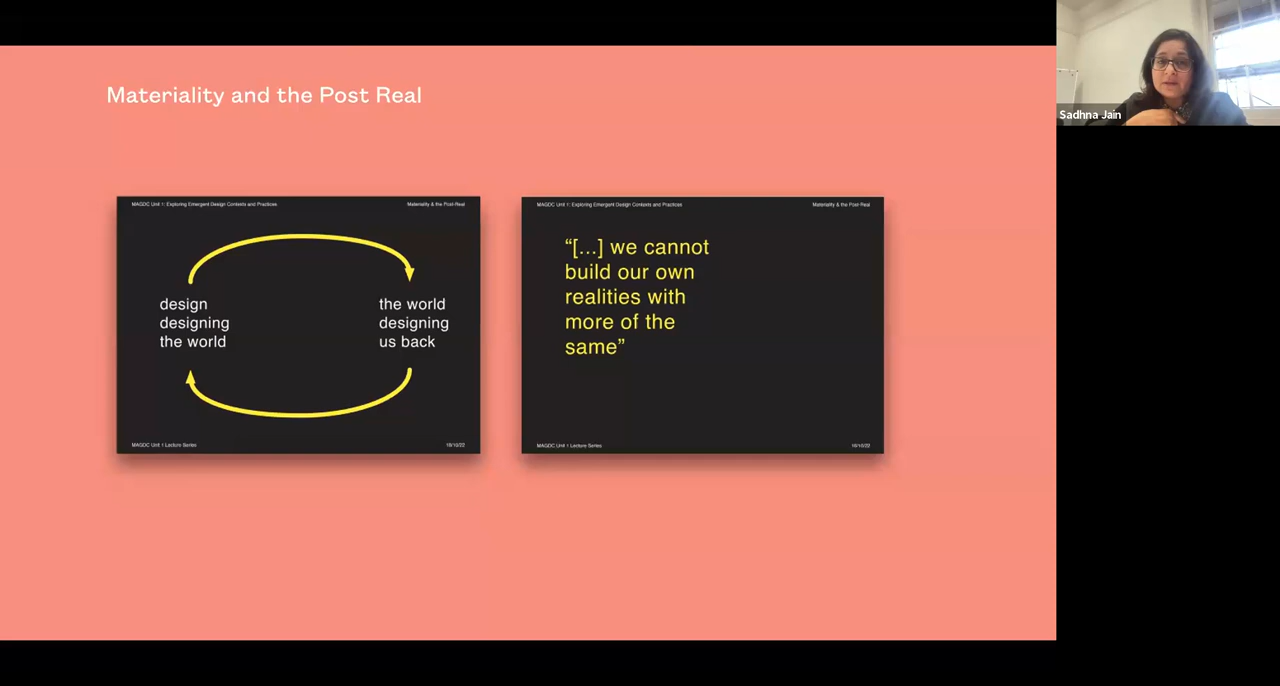 Materiality and the Post Real
Sadhna Jain
MAGDC Unit 1: Exploring Emergent Design Contexts and Practices
Materiality & the Post-Real
design
designing
the world
the world
designing
us back
MAGDC Unit 1 Lecture Series
MAGDC Unit 1: Exploring Emergent Design Contexts and Practices
Materiality & the Post-Real
“[...] we cannot
build our own
realities with
more of the
same”
MAGDC Unit 1 Lecture Series